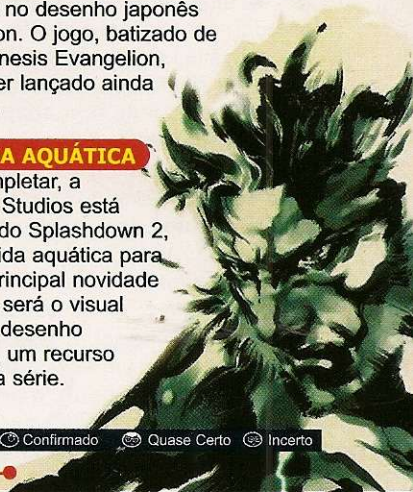 no desenho japonês
on. O jogo, batizado de
nesis Evangelion,
er lançado ainda
A AQUÁTICA
mpletar, a
Studios está
do Splashdown 2,
ida aquática para
rincipal novidade
será o visual
desenho
um recurso
a série.
Confirmado Quase Certo Incerto